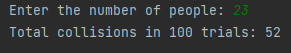 Enter the number of people: 23
Total collisions in 100 trials: 52